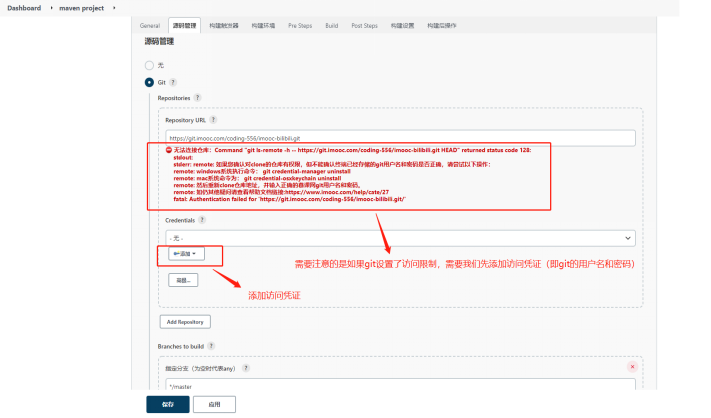 Dashboard
maven project
General 源码管理 构建触发器 构建环境 Pre Steps Build Post Steps 构建设置 构建后操作
源码管理
无
Git ?
Repositories ?
Repository URL ?
https://git.imooc.com/coding-556/imooc-bilibili.git
无法连接仓库：Command "git ls-remote -h -- https://git.imooc.com/coding-556/imooc-bilibili.git HEAD" returned status code 128:
stdout:
stderr: remote: 如果您确认对clone的仓库有权限，但不能确认终端已经存储的git用户名和密码是否正确，请尝试以下操作：
remote: windows系统执行命令： git credential-manager uninstall
remote: mac系统命令为： git credential-osxkeychain uninstall
remote: 然后重新clone仓库地址，并输入正确的慕课网git用户名和密码。
remote: 如仍其他疑问请查看帮助文档链接:https://www.imooc.com/help/cate/27
fatal: Authentication failed for 'https://git.imooc.com/coding-556/imooc-bilibili.git/'
Credentials ?
- 无 -
添加
需要注意的是如果git设置了访问限制，需要我们先添加访问凭证（即git的用户名和密码）
高级...
添加访问凭证
Add Repository
Branches to build ?
指定分支（为空时代表any） ?
*/master
保存 应用